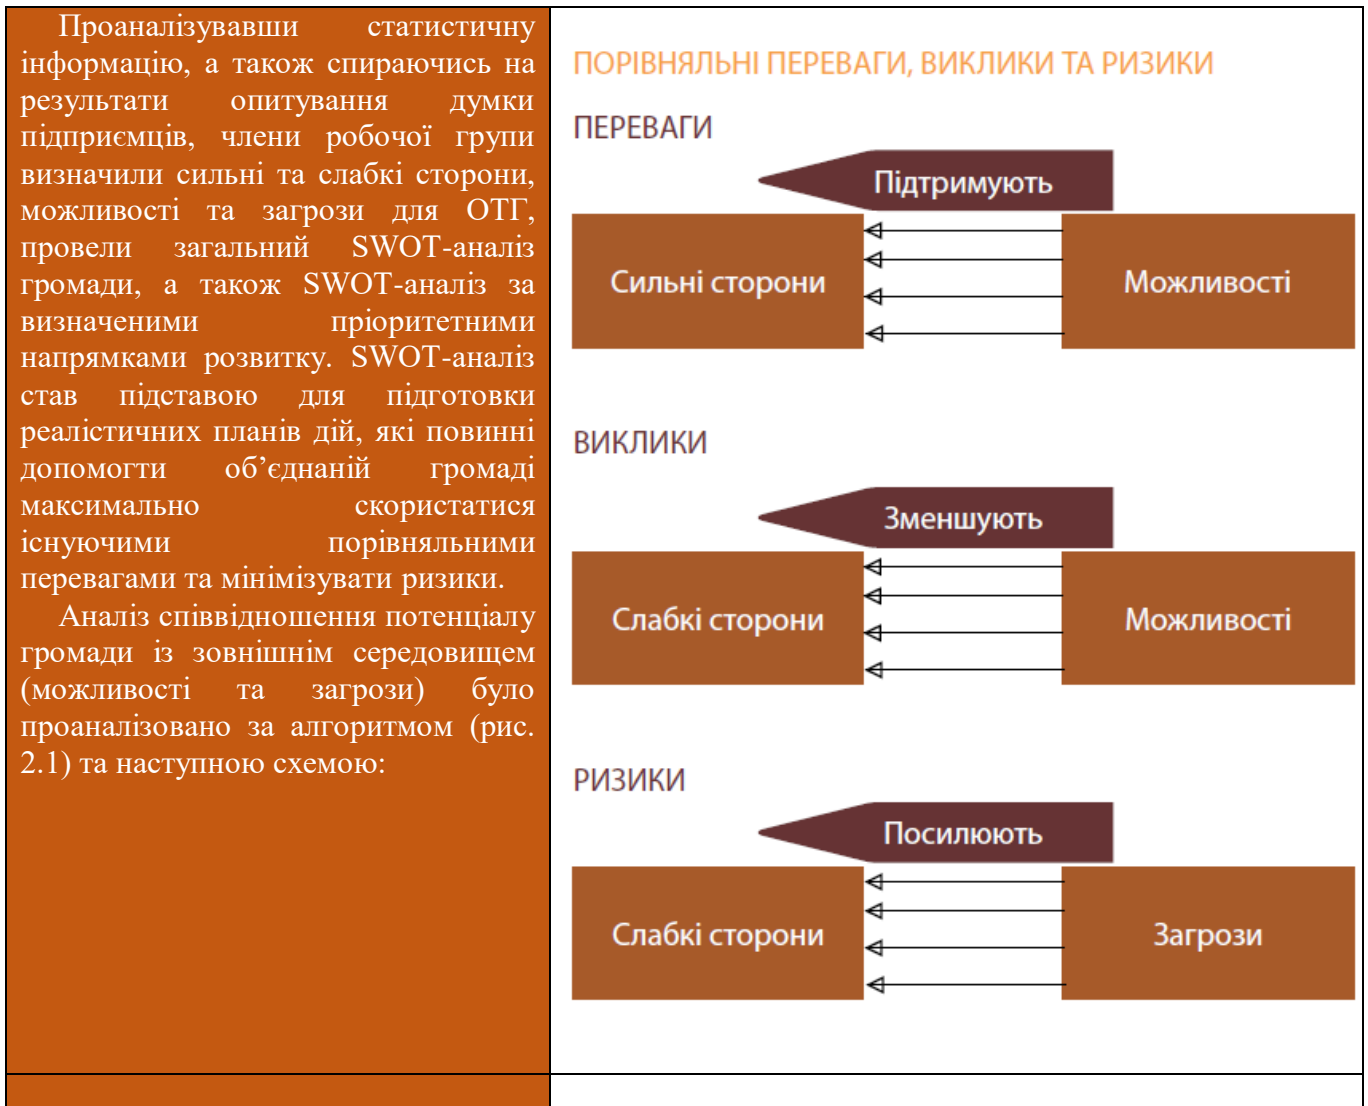 Проаналізувавши статистичну
інформацію, а також спираючись на
результати опитування думки
підприємців, члени робочої групи
визначили сильні та слабкі сторони,
можливості та загрози для ОТГ,
провели загальний SWOT-аналіз
громади, а також SWOT-аналіз за
визначеними пріоритетними
напрямками розвитку. SWOT-аналіз
став підставою для підготовки
реалістичних планів дій, які повинні
допомогти об’єднаній громаді
максимально скористатися
існуючими порівняльними
перевагами та мінімізувати ризики.
Аналіз співвідношення потенціалу
громади із зовнішнім середовищем
(можливості та загрози) було
проаналізовано за алгоритмом (рис.
2.1) та наступною схемою:
ПОРІВНЯЛЬНІ ПЕРЕВАГИ, ВИКЛИКИ ТА РИЗИКИ
ПЕРЕВАГИ
Підтримують
Сильні сторони
Можливості
ВИКЛИКИ
Зменшують
Слабкі сторони
Можливості
РИЗИКИ
Посилюють
Слабкі сторони
Загрози